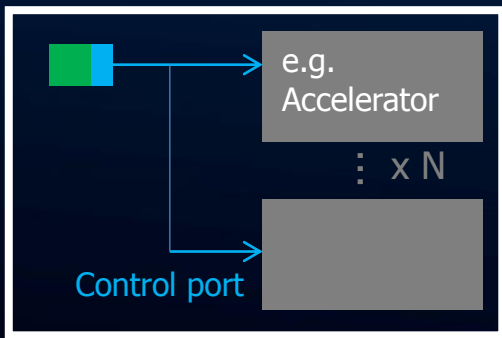 e.g.
Accelerator
⋮ x N
Control port